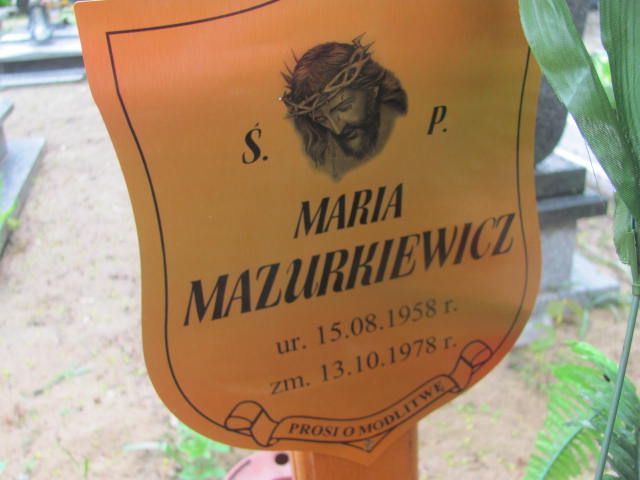 Ś. P.
MARIA
MAZURKIEWICZ
ur. 15.08.1958 r.
zm. 13.10.1978 r.
PROSI O MODLITWĘ